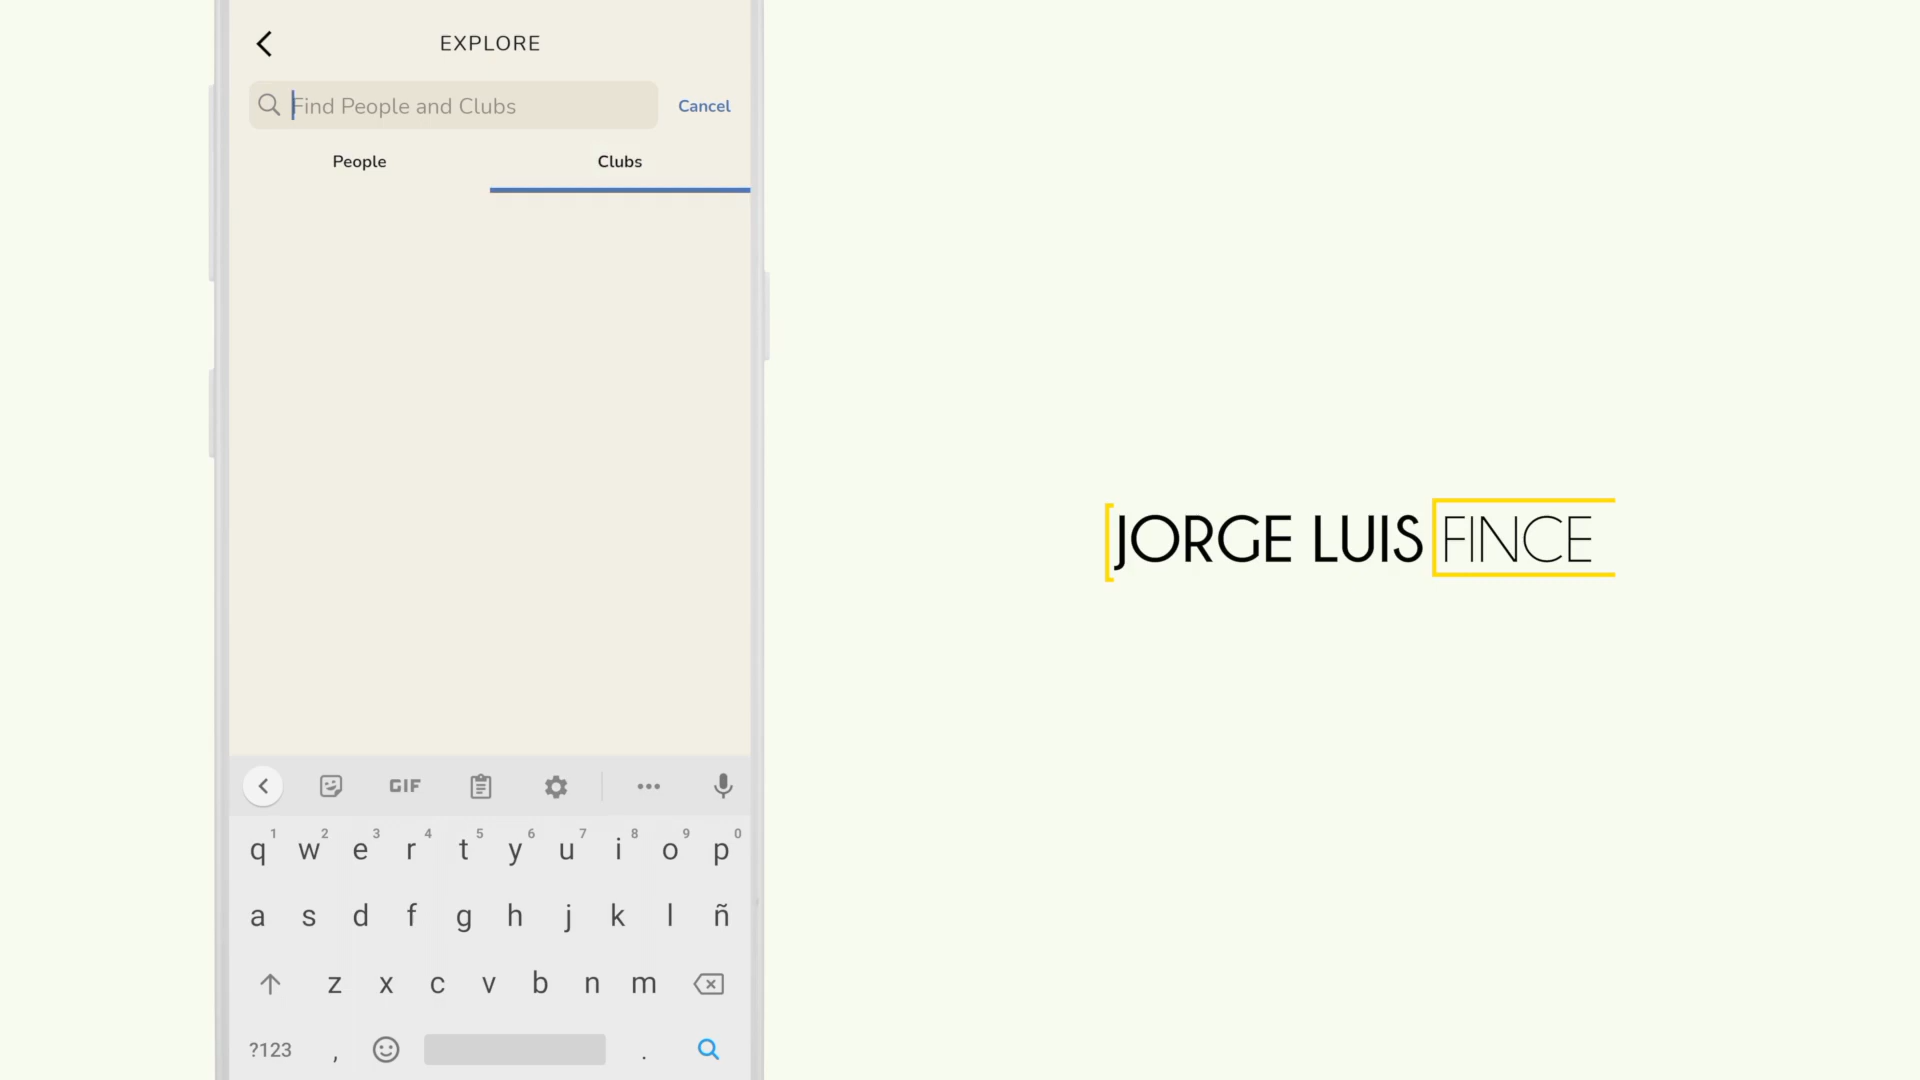 EXPLORE
Find People and Clubs
Cancel
People
Clubs
JORGE LUIS FINCE
GIF
1 2 3 4 5 6 7 8 9 0
q w e r t y u i o p
a s d f g h j k l ñ
z x c v b n m
?123 , .